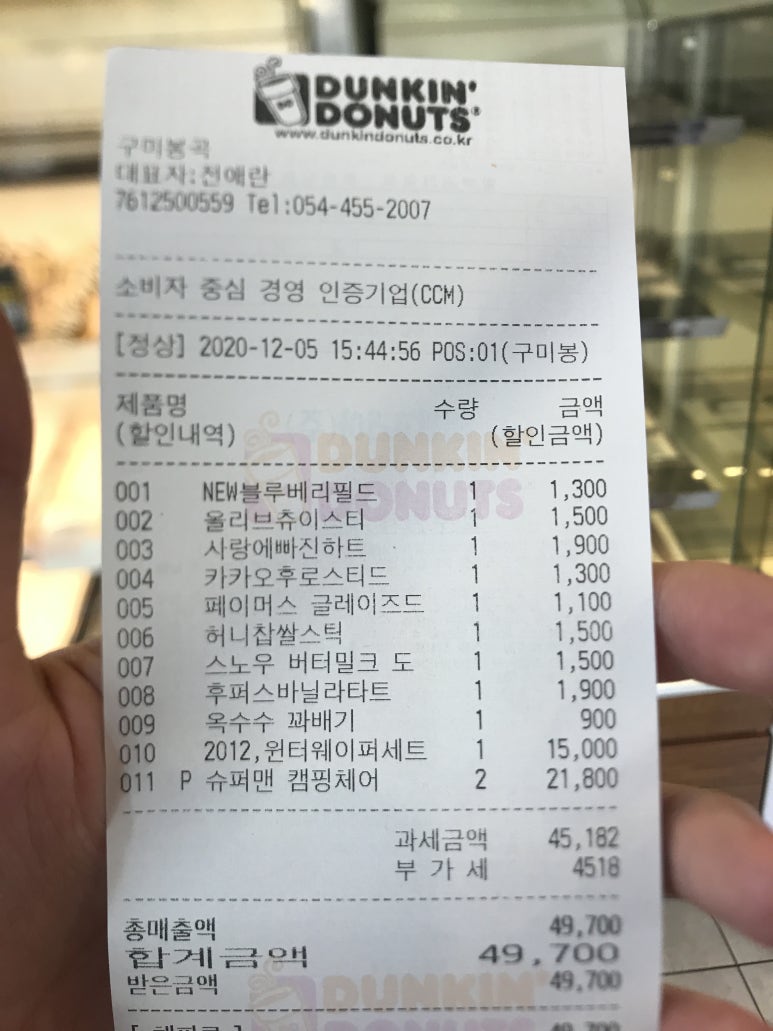 DUNKIN'
DONUTS®
www.dunkindonuts.co.kr
구미봉곡
대표자:전애란
7612500559 Tel:054-455-2007
소비자 중심 경영 인증기업(CCM)
[정상] 2020-12-05 15:44:56 POS:01(구미봉)
제품명 수량 금액
(할인내역) (할인금액)
DUNKIN'
DONUTS
001 NEW블루베리필드 1 1,300
002 올리브츄이스티 1 1,500
003 사랑에빠진하트 1 1,900
004 카카오후로스티드 1 1,300
005 페이머스 글레이즈드 1 1,100
006 허니찹쌀스틱 1 1,500
007 스노우 버터밀크 도 1 1,500
008 후퍼스바닐라타트 1 1,900
009 옥수수 꽈배기 1 900
010 2012,윈터웨이퍼세트 1 15,000
011 P 슈퍼맨 캠핑체어 2 21,800
과세금액 45,182
부 가 세 4518
총매출액 49,700
합계금액 49,700
받은금액 49,700
DUNKIN'